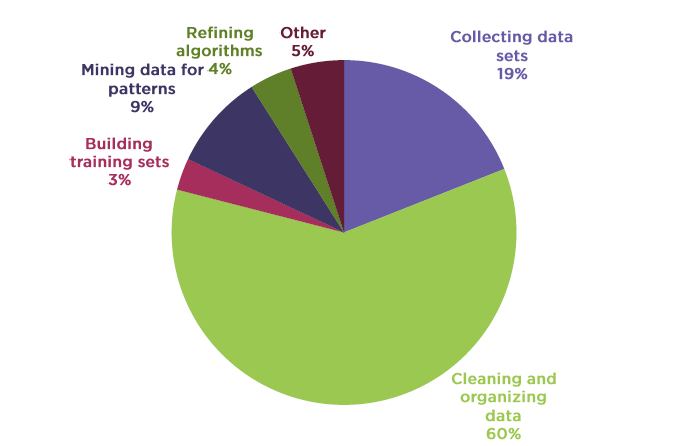 Refining
algorithms
4%
Other
5%
Collecting data
sets
19%
Mining data for
patterns
9%
Building
training sets
3%
Cleaning and
organizing
data
60%